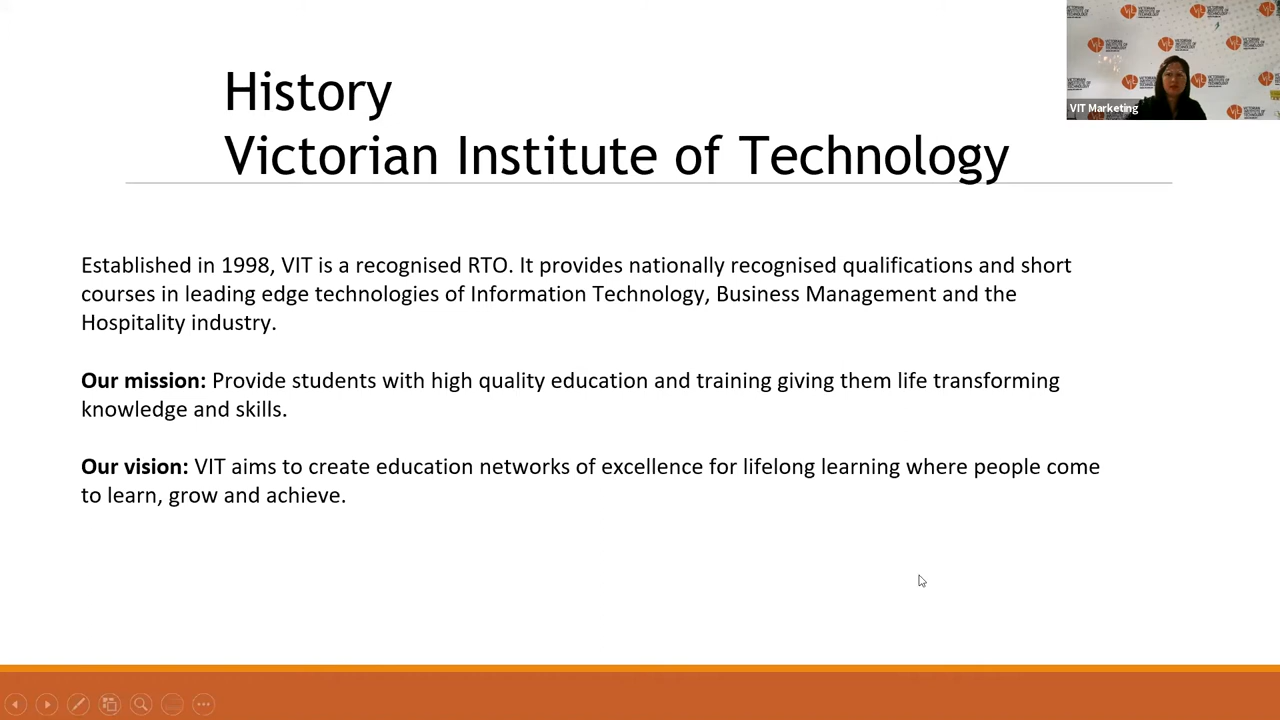 History
Victorian Institute of Technology
VIT Marketing
Established in 1998, VIT is a recognised RTO. It provides nationally recognised qualifications and short
courses in leading edge technologies of Information Technology, Business Management and the
Hospitality industry.
Our mission: Provide students with high quality education and training giving them life transforming
knowledge and skills.
Our vision: VIT aims to create education networks of excellence for lifelong learning where people come
to learn, grow and achieve.